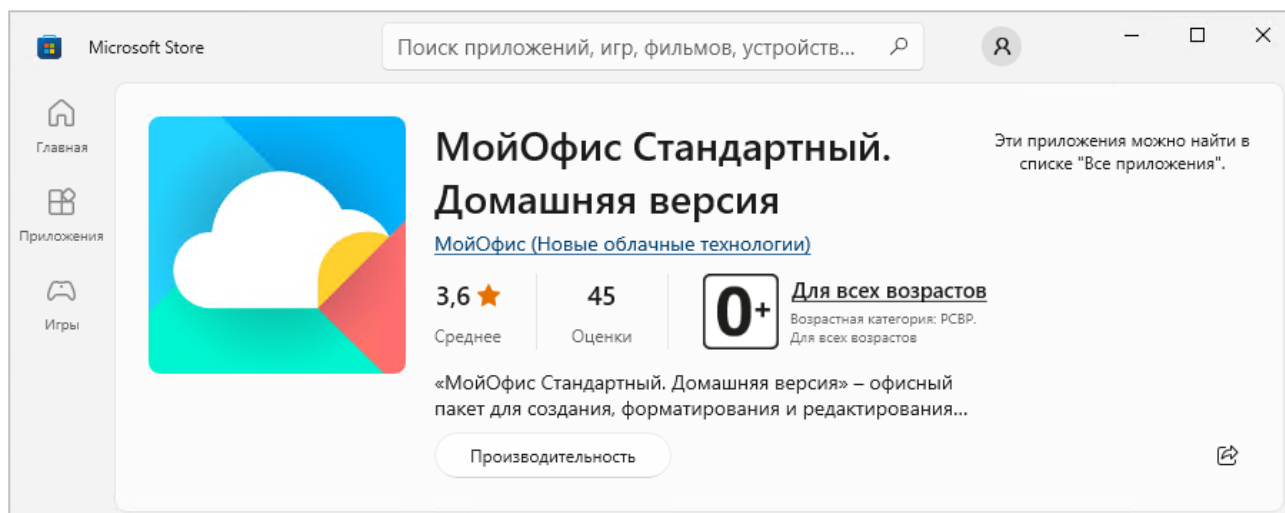 Microsoft Store
Поиск приложений, игр, фильмов, устройств...
Я
Главная
Приложения
Игры
МойОфис Стандартный.
Домашняя версия
МойОфис (Новые облачные технологии)
3,6
Среднее
45
Оценки
0+
Для всех возрастов
Возрастная категория: РСВР.
Для всех возрастов
«МойОфис Стандартный. Домашняя версия» – офисный
пакет для создания, форматирования и редактирования...
Производительность
Эти приложения можно найти в
списке "Все приложения".